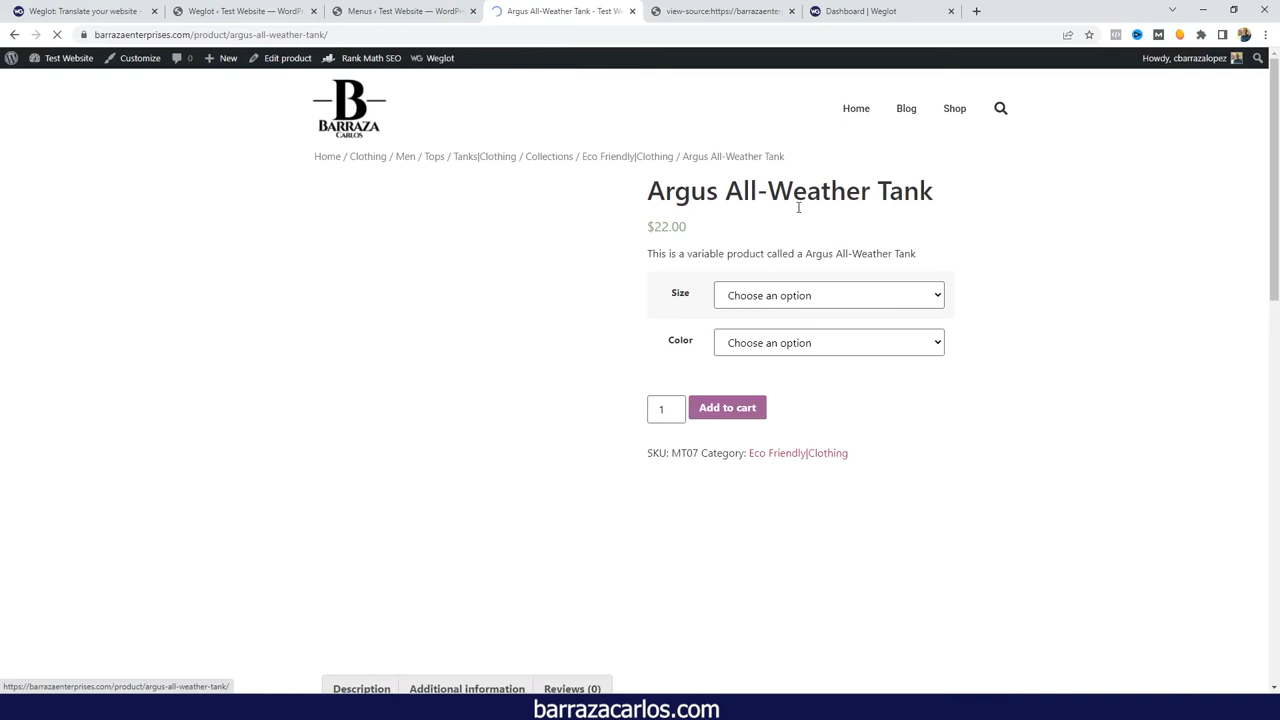 Weglot: Translate your website -
Weglot ‹ Test Website — WordPr
Menus ‹ Test Website — WordPre
Argus All-Weather Tank - Test W
view-source:https://barrazaenter
Dashboard | Weglot
barrazaenterprises.com/product/argus-all-weather-tank/
Test Website
Customize
0
New
Edit product
Rank Math SEO
Weglot
Howdy, cbarrazalopez
B
BARRAZA
CARLOS
Home
Blog
Shop
Home / Clothing / Men / Tops / Tanks|Clothing / Collections / Eco Friendly|Clothing / Argus All-Weather Tank
Argus All-Weather Tank
$22.00
This is a variable product called a Argus All-Weather Tank
Size
Choose an option
Color
Choose an option
1
Add to cart
SKU: MT07 Category: Eco Friendly|Clothing
https://barrazaenterprises.com/product/argus-all-weather-tank/
Description
Additional information
Reviews (0)
barrazacarlos.com